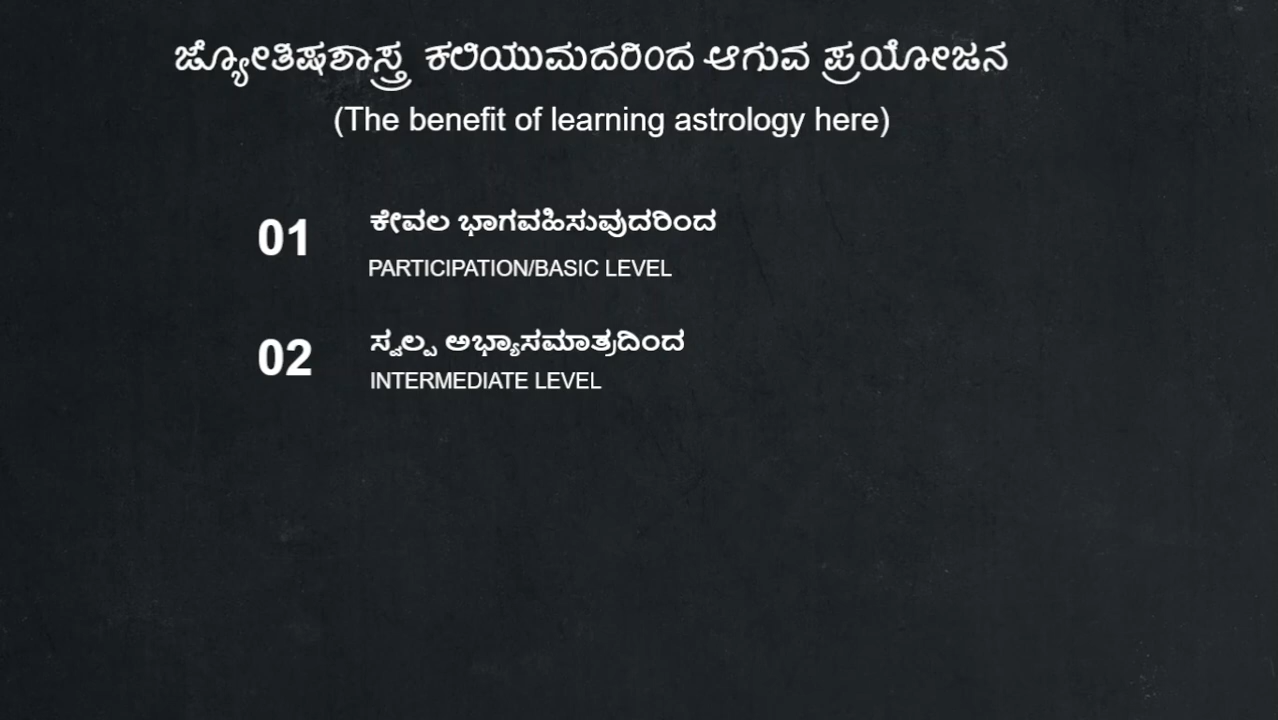 ಜ್ಯೋತಿಷಶಾಸ್ತ್ರ ಕಲಿಯುಮದರಿಂದ ಆಗುವ ಪ್ರಯೋಜನ
(The benefit of learning astrology here)
01
ಕೇವಲ ಭಾಗವಹಿಸುವುದರಿಂದ
PARTICIPATION/BASIC LEVEL
02
ಸ್ವಲ್ಪ ಅಭ್ಯಾಸಮಾತ್ರದಿಂದ
INTERMEDIATE LEVEL